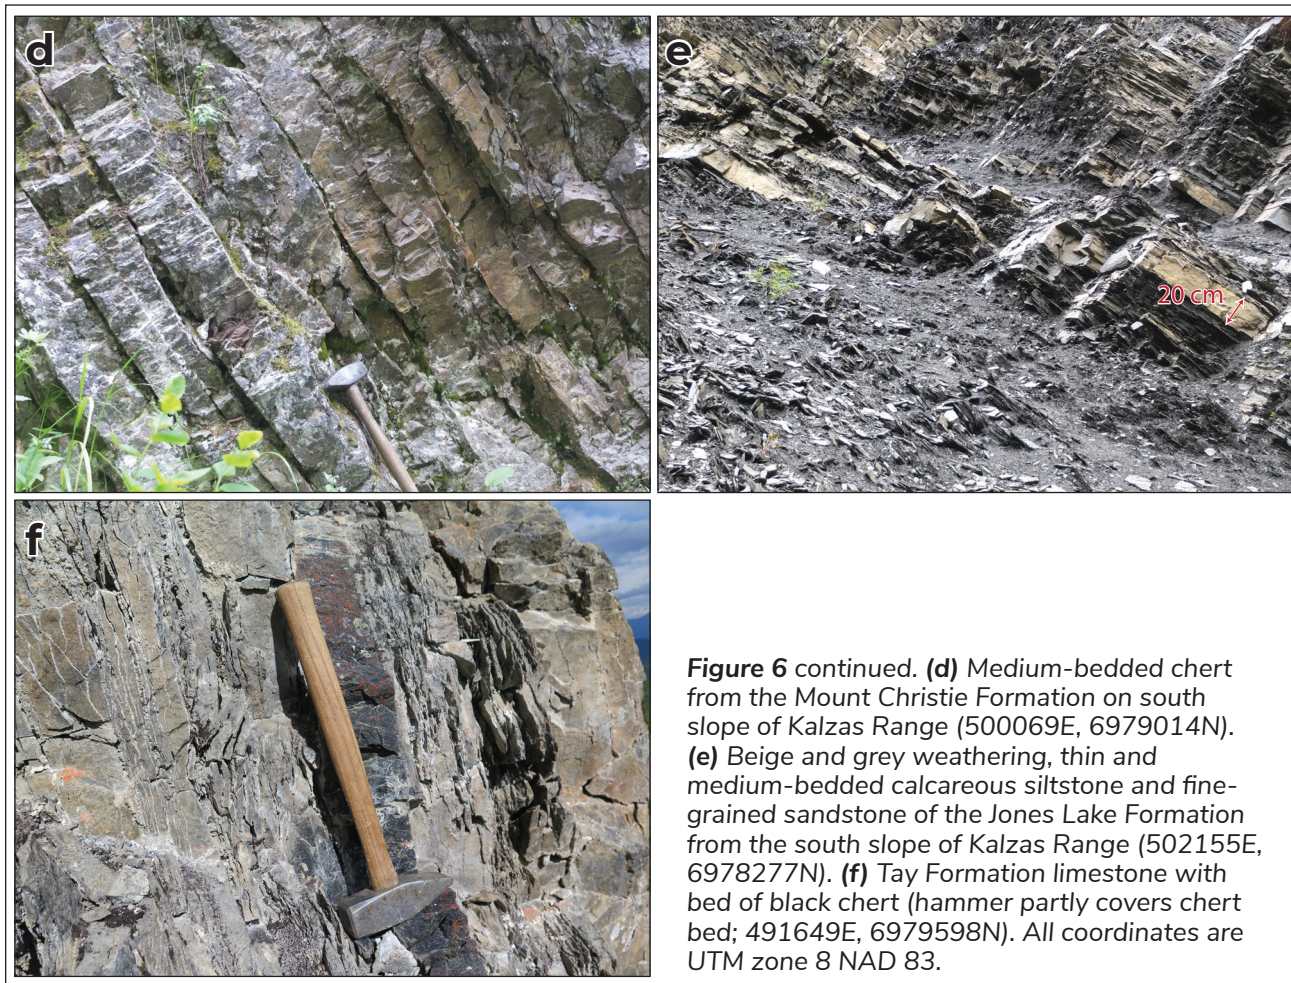 d
e
20 cm
f
Figure 6 continued. (d) Medium-bedded chert
from the Mount Christie Formation on south
slope of Kalzas Range (500069E, 6979014N).
(e) Beige and grey weathering, thin and
medium-bedded calcareous siltstone and fine-
grained sandstone of the Jones Lake Formation
from the south slope of Kalzas Range (502155E,
6978277N). (f) Tay Formation limestone with
bed of black chert (hammer partly covers chert
bed; 491649E, 6979598N). All coordinates are
UTM zone 8 NAD 83.